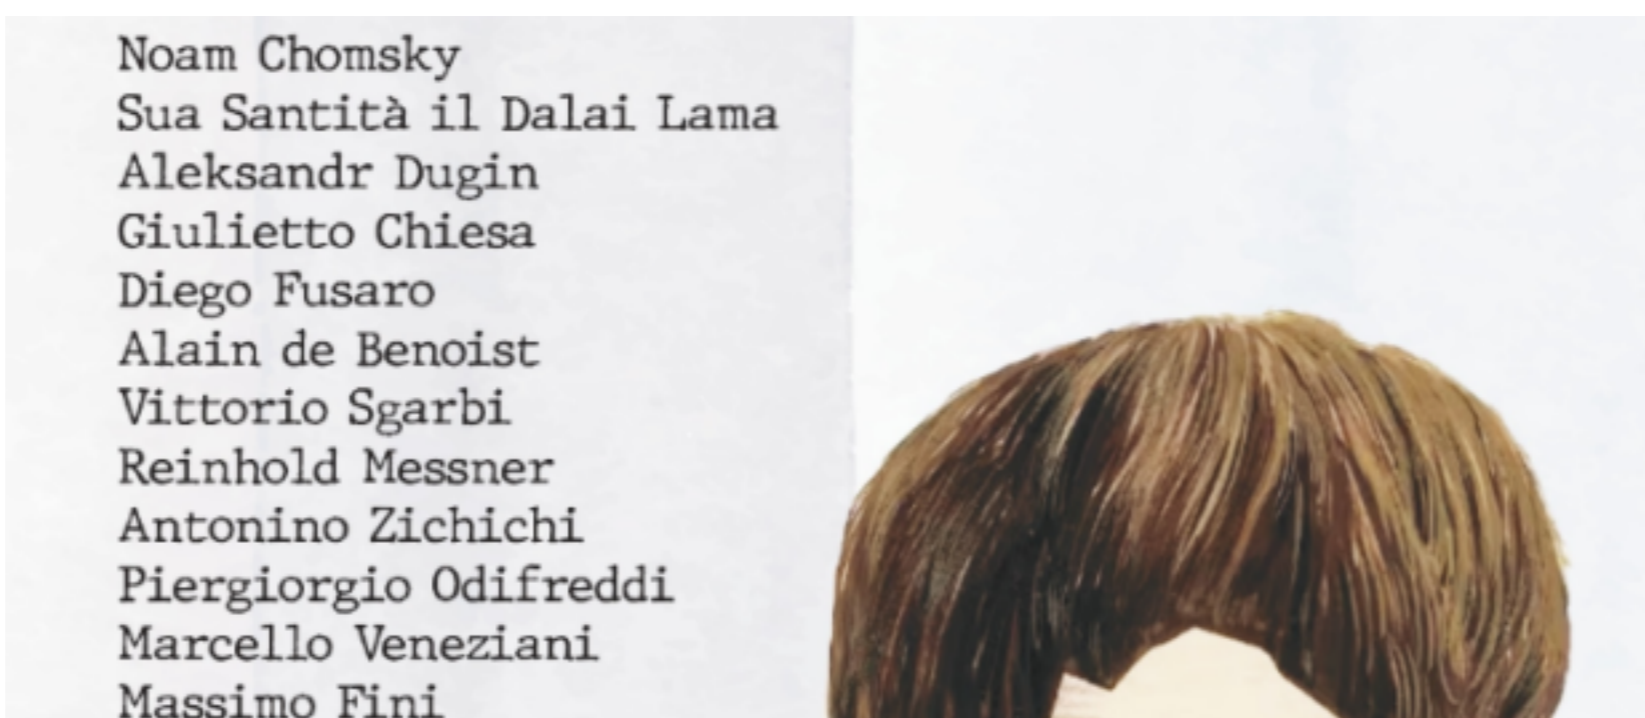 Noam Chomsky
Sua Santità il Dalai Lama
Aleksandr Dugin
Giulietto Chiesa
Diego Fusaro
Alain de Benoist
Vittorio Sgarbi
Reinhold Messner
Antonino Zichichi
Piergiorgio Odifreddi
Marcello Veneziani
Massimo Fini